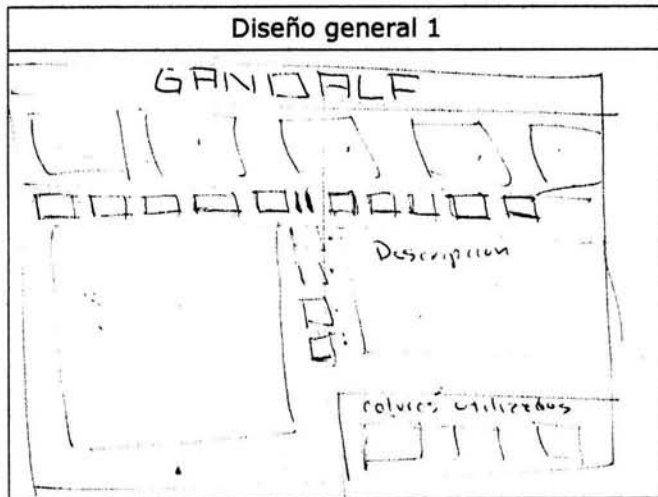 Diseño general 1
GANDALF
Descripcion
colores utilizados